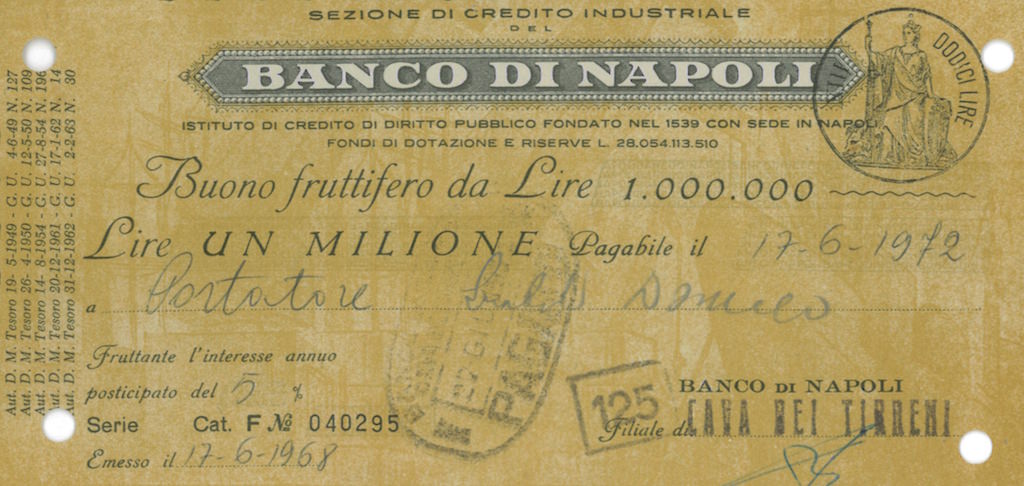 SEZIONE DI CREDITO INDUSTRIALE
DEL
BANCO DI NAPOLI
DODICI LIRE
ISTITUTO DI CREDITO DI DIRITTO PUBBLICO FONDATO NEL 1539 CON SEDE IN NAPOLI
FONDI DI DOTAZIONE E RISERVE L. 28.054.113.510
Buono fruttifero da Lire 1.000.000
Lire UN MILIONE Pagabile il 17-6-1972
a Portatore
Fruttante l'interesse annuo
posticipato del 5 %
Serie Cat. F № 040295
Emesso il 17-6-1968
125
BANCO DI NAPOLI
Filiale di CAVA DEI TIRRENI
Aut. D. M. Tesoro 19- 5-1949 - G. U. 4-6-49 N. 127
Aut. D. M. Tesoro 26- 4-1950 - G. U. 12-5-50 N. 109
Aut. D. M. Tesoro 14- 8-1954 - G. U. 27-8-54 N. 196
Aut. D. M. Tesoro 20-12-1961 - G. U. 17-1-62 N. 14
Aut. D. M. Tesoro 31-12-1962 - G. U. 2-2-63 N. 30